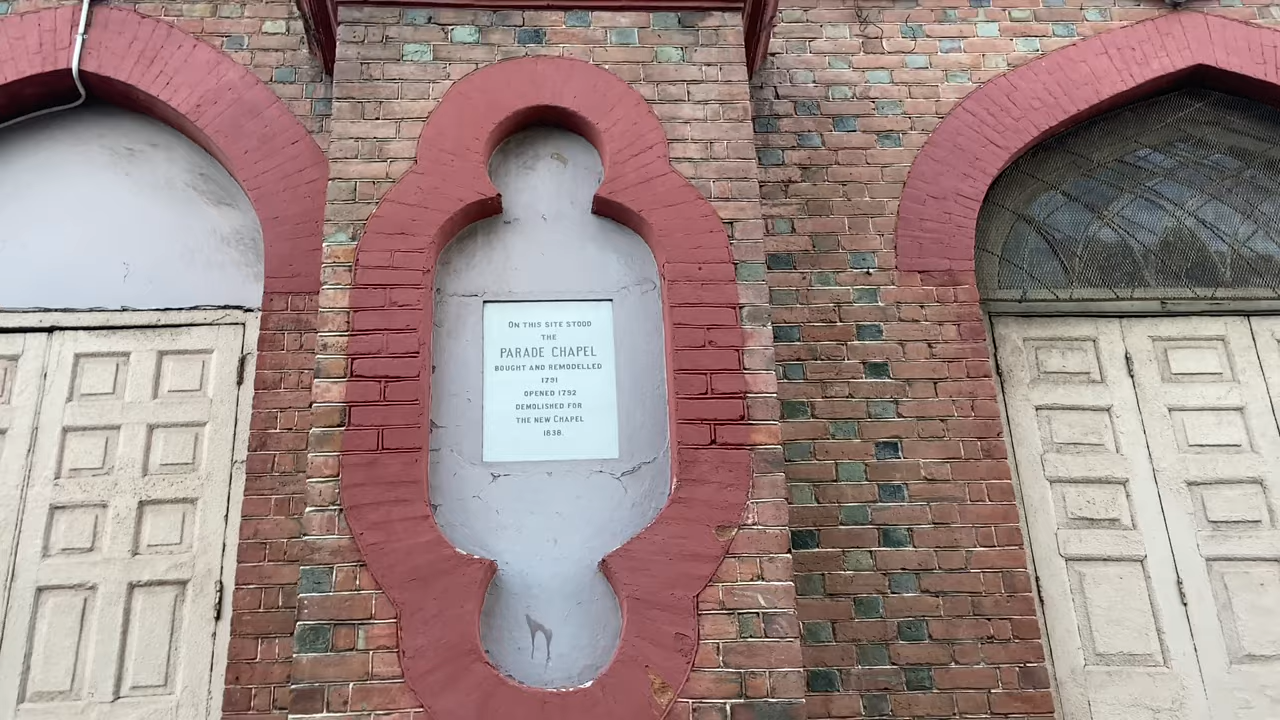 ON THIS SITE STOOD
THE
PARADE CHAPEL
BOUGHT AND REMODELLED
1791
OPENED 1792
DEMOLISHED FOR
THE NEW CHAPEL
1838.